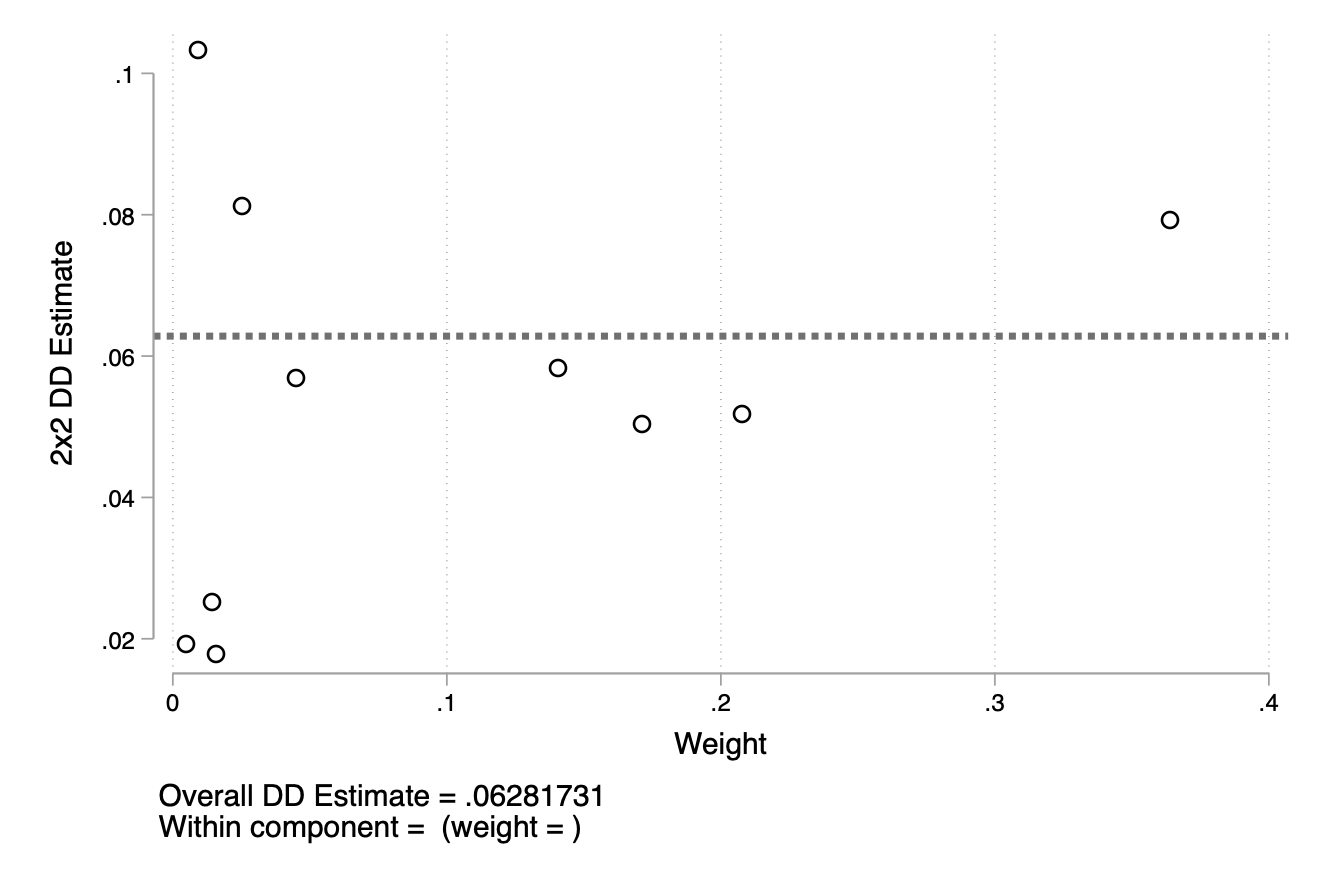 2x2 DD Estimate
.1
.08
.06
.04
.02
0 .1 .2 .3 .4
Weight
Overall DD Estimate = .06281731
Within component =  (weight = )